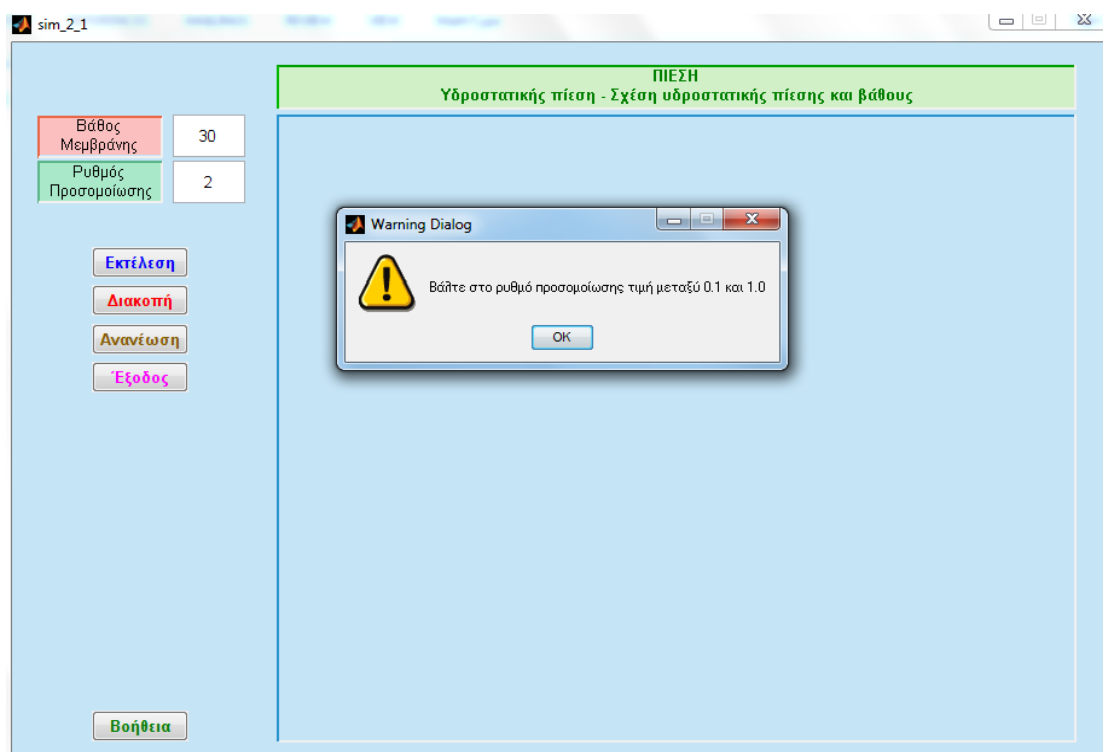 sim_2_1
ΠΙΕΣΗ
Υδροστατικής πίεση - Σχέση υδροστατικής πίεσης και βάθους
Βάθος
Μεμβράνης
30
Ρυθμός
Προσομοίωσης
2
Εκτέλεση
Διακοπή
Ανανέωση
Έξοδος
Warning Dialog
Βάλτε στο ρυθμό προσομοίωσης τιμή μεταξύ 0.1 και 1.0
OK
Βοήθεια